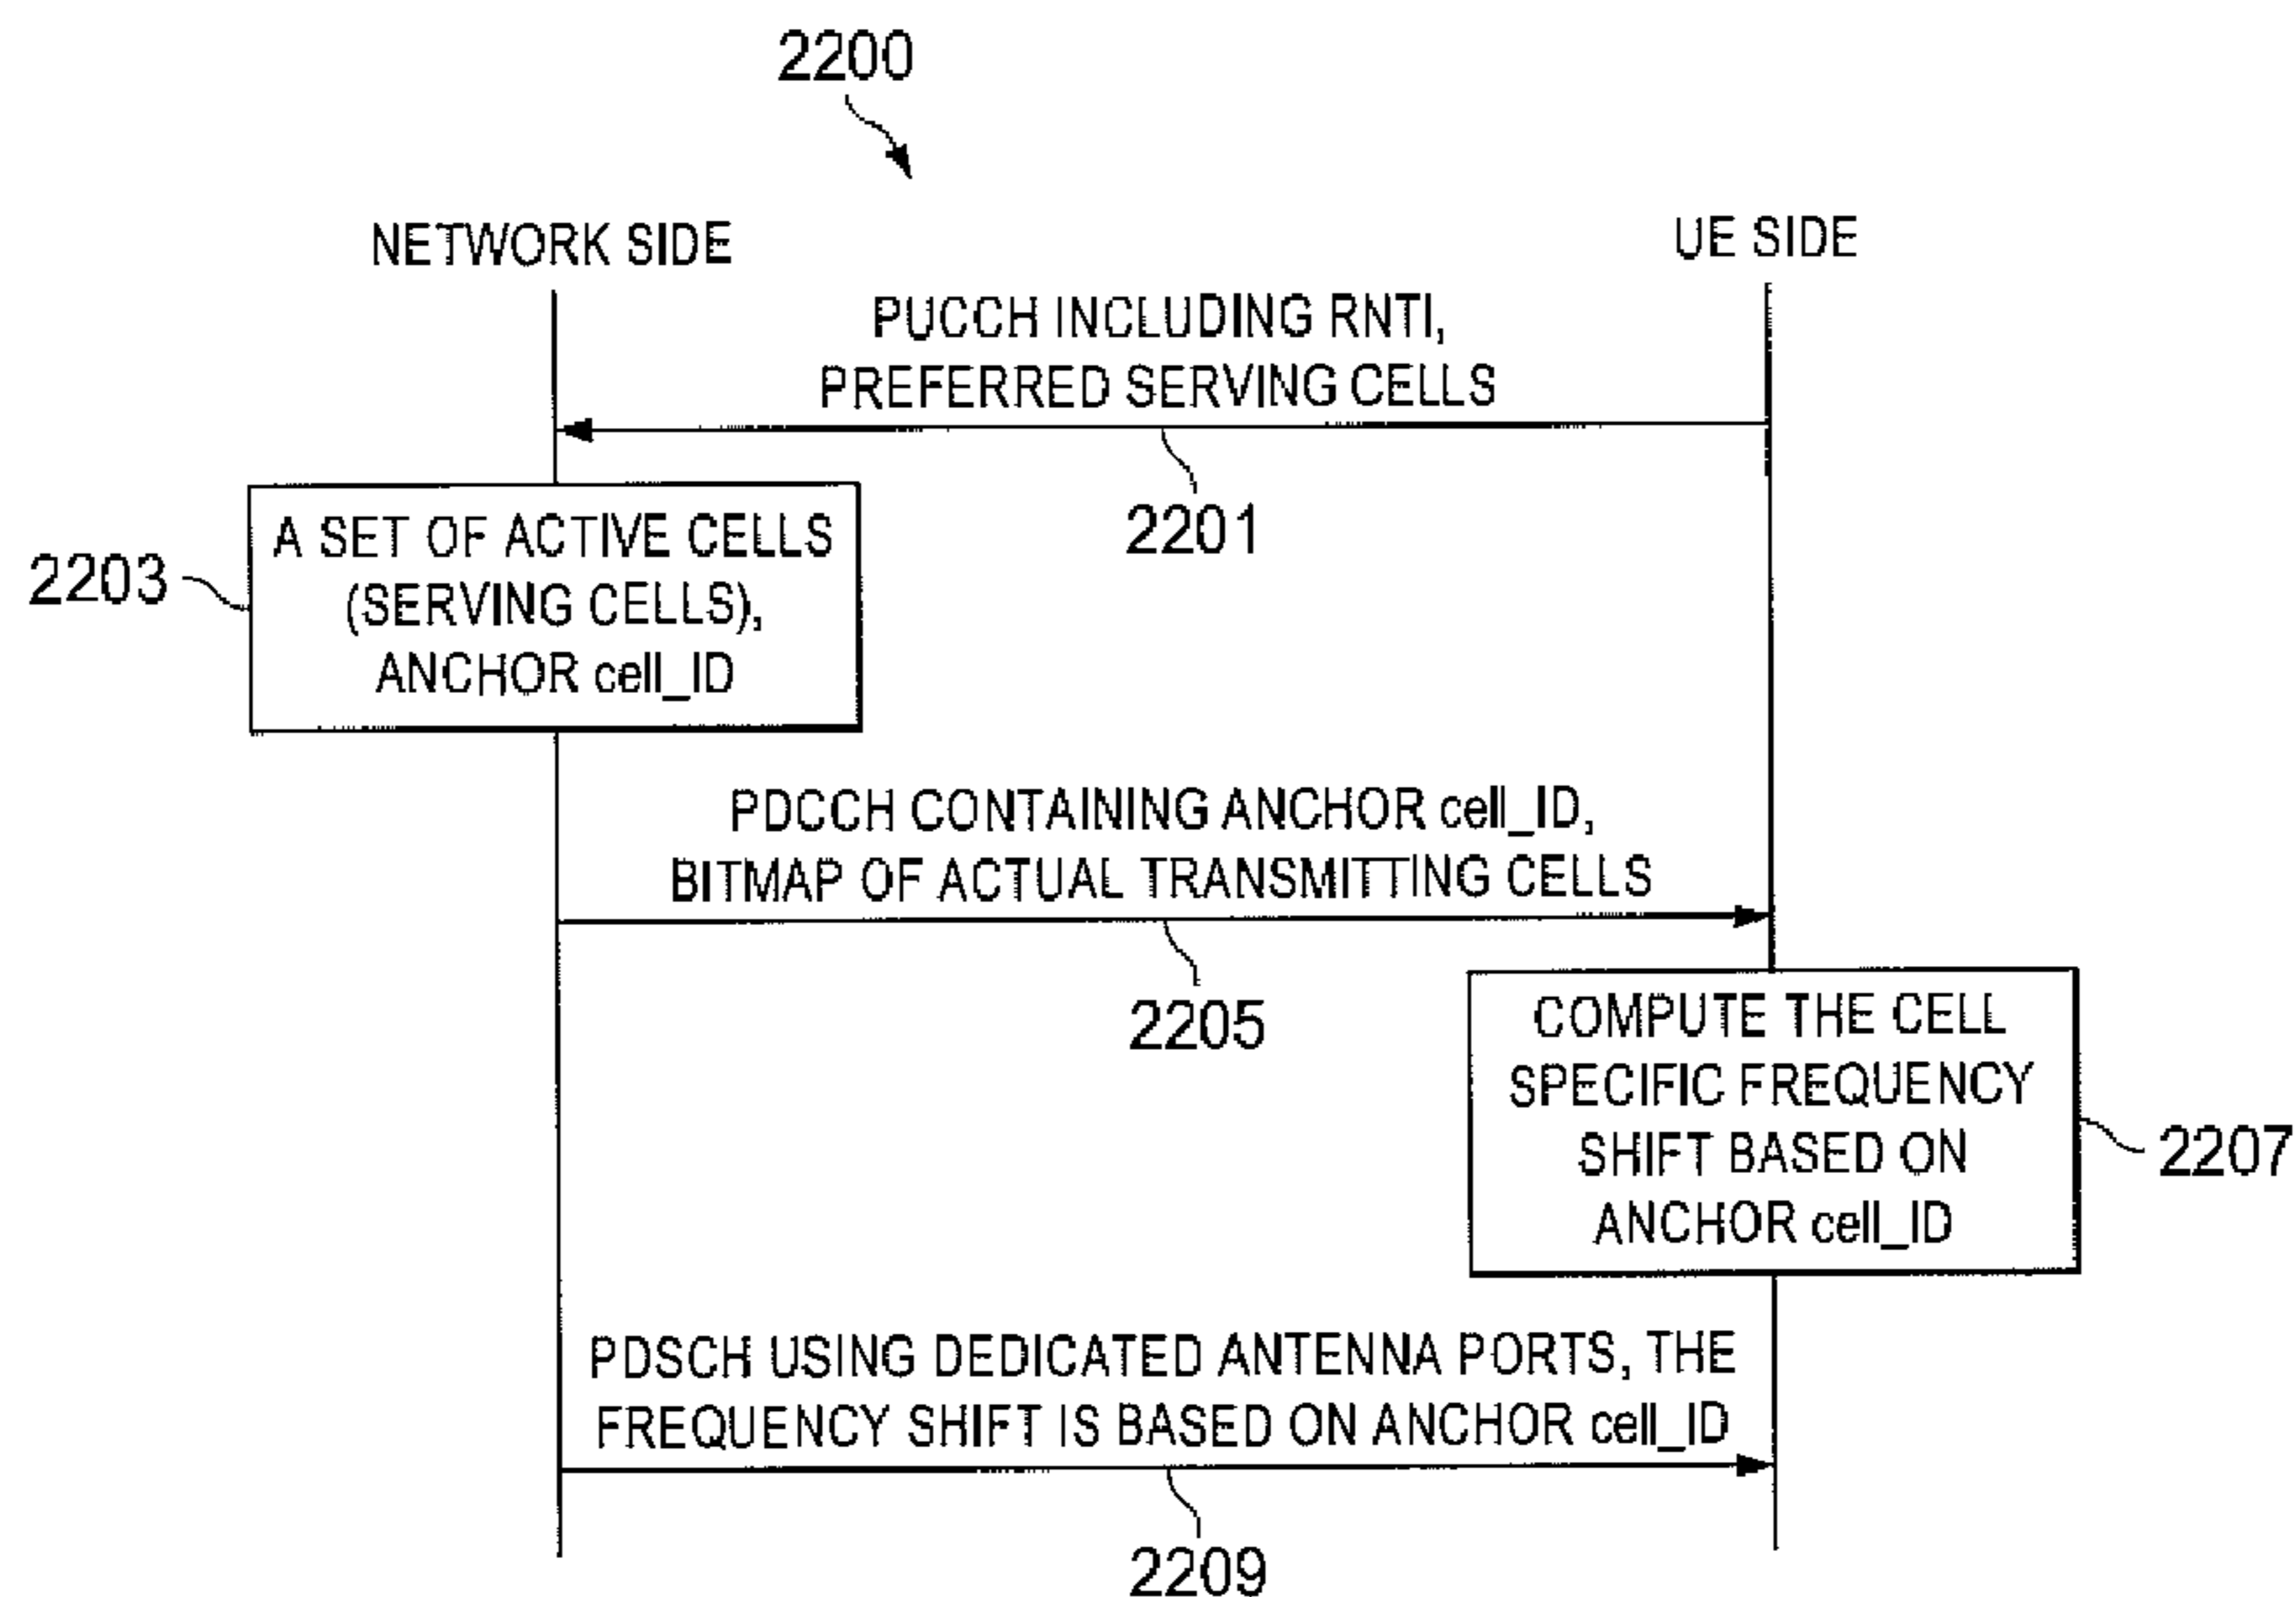 2200
NETWORK SIDE
UE SIDE
PUCCH INCLUDING RNTI,
PREFERRED SERVING CELLS
2201
A SET OF ACTIVE CELLS
(SERVING CELLS),
ANCHOR cell_ID
2203
PDCCH CONTAINING ANCHOR cell_ID,
BITMAP OF ACTUAL TRANSMITTING CELLS
2205
COMPUTE THE CELL
SPECIFIC FREQUENCY
SHIFT BASED ON
ANCHOR cell_ID
2207
PDSCH USING DEDICATED ANTENNA PORTS, THE
FREQUENCY SHIFT IS BASED ON ANCHOR cell_ID
2209